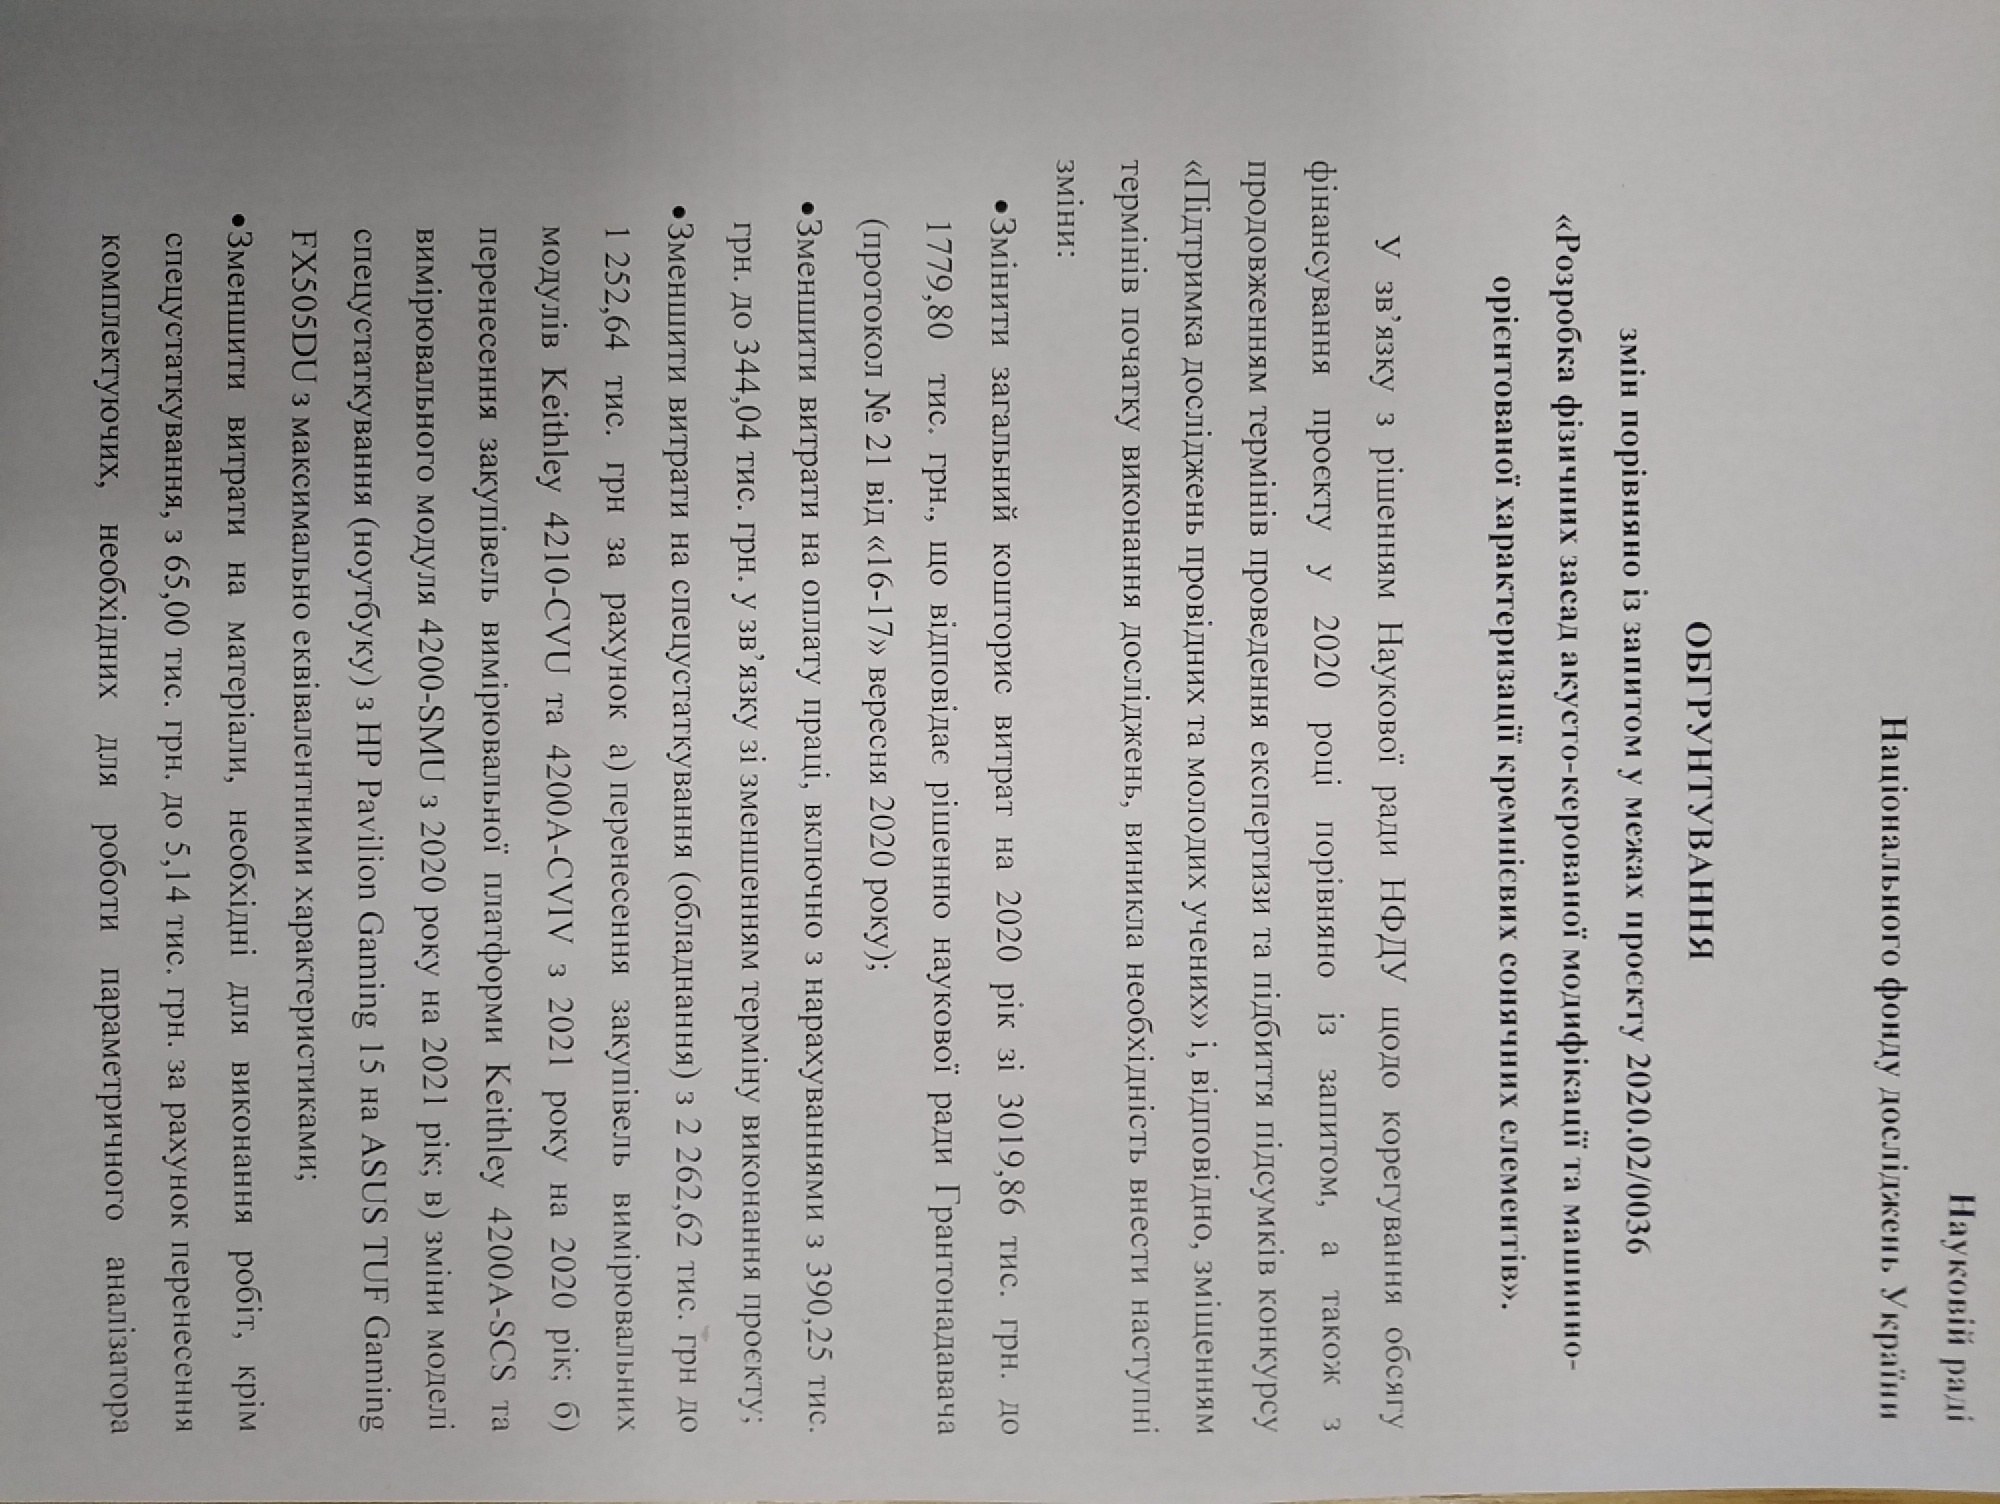 Науковій раді
Національного фонду досліджень України
ОБГРУНТУВАННЯ
змін порівняно із запитом у межах проєкту 2020.02/0036
«Розробка фізичних засад акусто-керованої модифікації та машинно-
орієнтованої характеризації кремнієвих сонячних елементів».
У зв’язку з рішенням Наукової ради НФДУ щодо корегування обсягу
фінансування проєкту у 2020 році порівняно із запитом, а також з
продовженням термінів проведення експертизи та підбиття підсумків конкурсу
«Підтримка досліджень провідних та молодих учених» і, відповідно, зміщенням
термінів початку виконання досліджень, виникла необхідність внести наступні
зміни:
•Змінити загальний кошторис витрат на 2020 рік зі 3019,86 тис. грн. до
1779,80 тис. грн., що відповідає рішенню наукової ради Грантонадавача
(протокол № 21 від «16-17» вересня 2020 року);
•Зменшити витрати на оплату праці, включно з нарахуваннями з 390,25 тис.
грн. до 344,04 тис. грн. у зв’язку зі зменшенням терміну виконання проєкту;
•Зменшити витрати на спецустаткування (обладнання) з 2 262,62 тис. грн до
1 252,64 тис. грн за рахунок а) перенесення закупівель вимірювальних
модулів Keithley 4210-CVU та 4200A-CVIV з 2021 року на 2020 рік; б)
перенесення закупівель вимірювальної платформи Keithley 4200A-SCS та
вимірювального модуля 4200-SMU з 2020 року на 2021 рік; в) зміни моделі
спецустаткування (ноутбуку) з HP Pavilion Gaming 15 на ASUS TUF Gaming
FX505DU з максимально еквівалентними характеристиками;
•Зменшити витрати на матеріали, необхідні для виконання робіт, крім
спецустаткування, з 65,00 тис. грн. до 5,14 тис. грн. за рахунок перенесення
комплектуючих, необхідних для роботи параметричного аналізатора